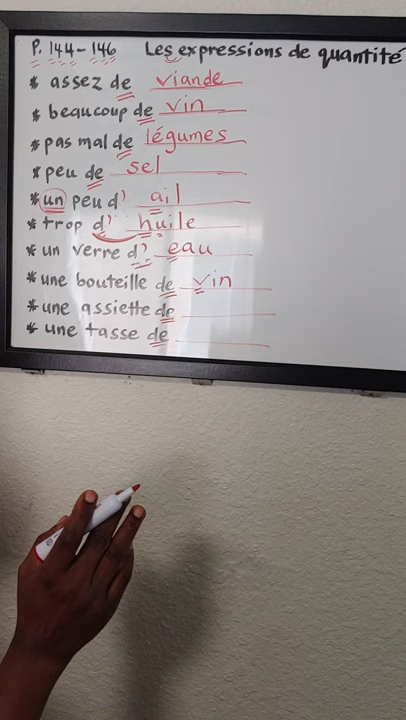 P. 144-146 Les expressions de quantité
* assez de viande
* beaucoup de vin
* pas mal de légumes
* peu de sel
* un peu d' ail
* trop d' huile
* un verre d' eau
* une bouteille de vin
* une assiette de
* une tasse de